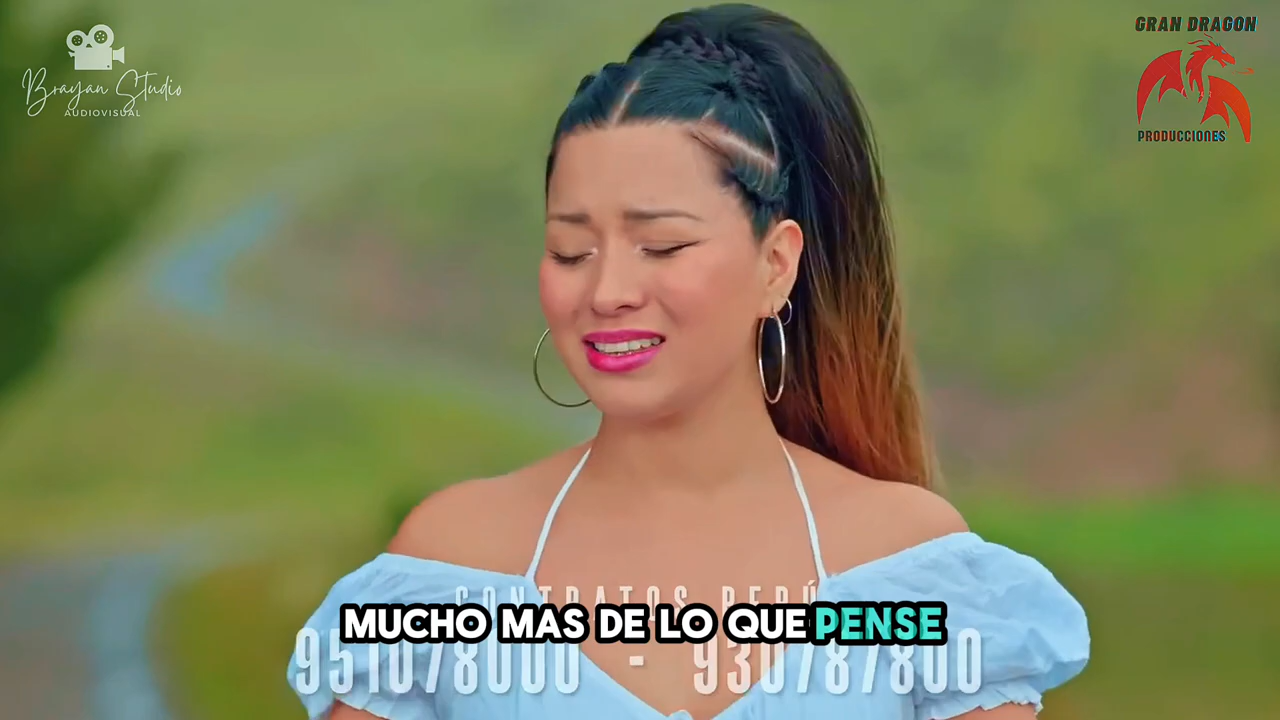 Brayan Studio
AUDIOVISUAL
GRAN DRAGON
PRODUCCIONES
CONTRATOS PERÚ
MUCHO MAS DE LO QUE PENSE
951078000 - 930787800